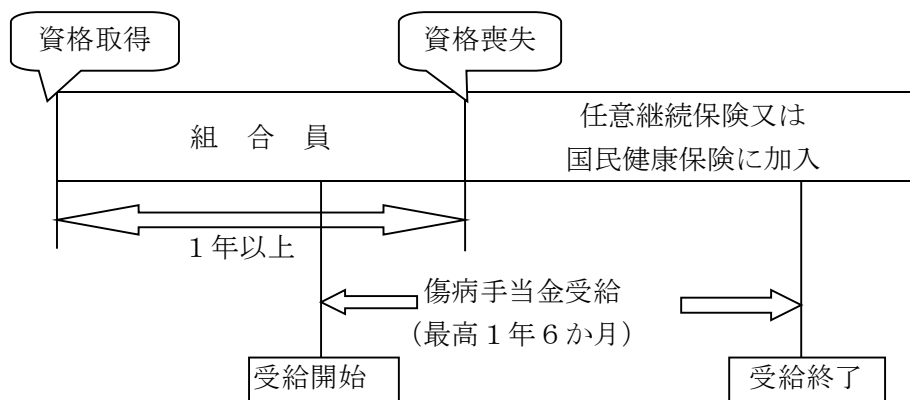 資格取得
資格喪失
組　合　員
任意継続保険又は
国民健康保険に加入
１年以上
傷病手当金受給
（最高１年６か月）
受給開始
受給終了